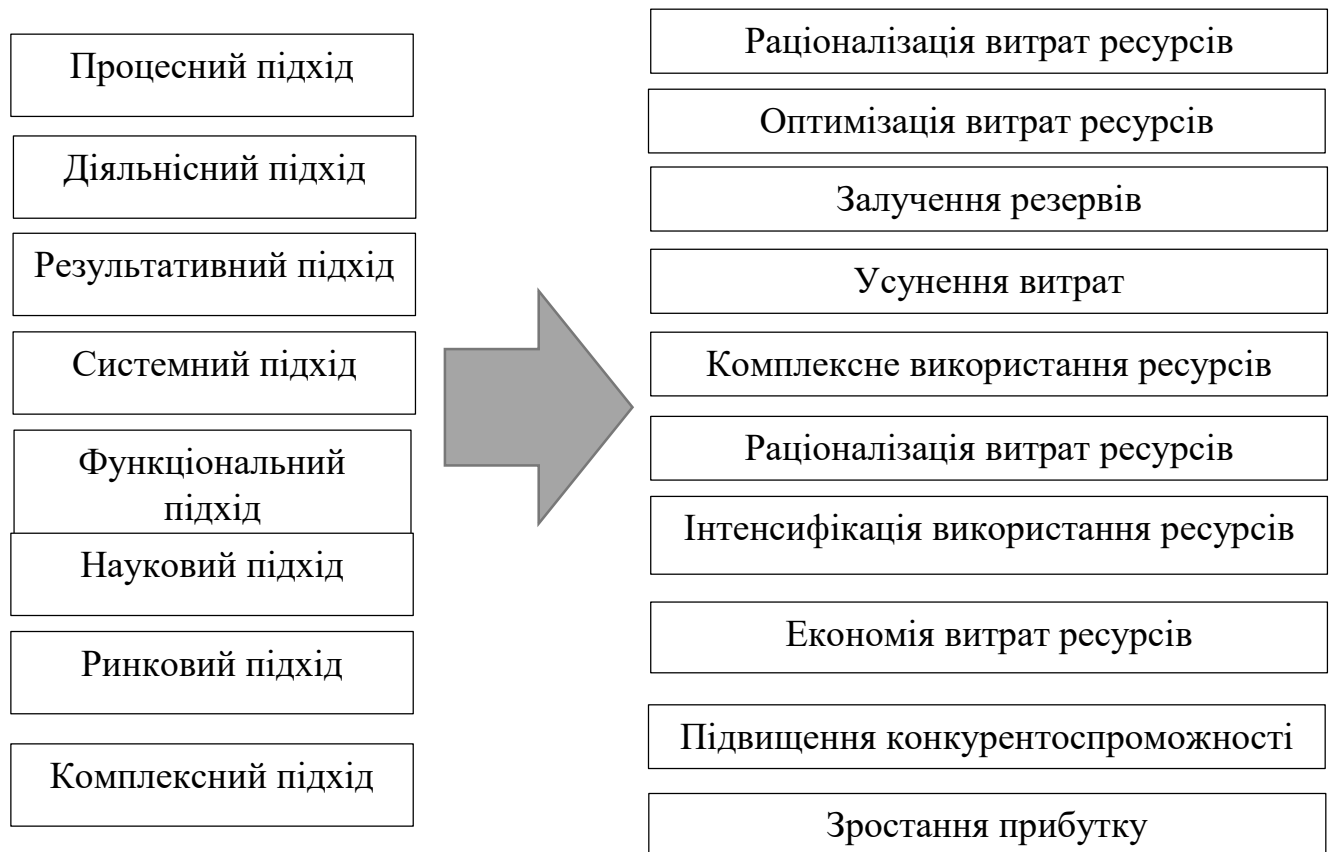 Процесний підхід
Діяльнісний підхід
Результативний підхід
Системний підхід
Функціональний
підхід
Науковий підхід
Ринковий підхід
Комплексний підхід
Раціоналізація витрат ресурсів
Оптимізація витрат ресурсів
Залучення резервів
Усунення витрат
Комплексне використання ресурсів
Раціоналізація витрат ресурсів
Інтенсифікація використання ресурсів
Економія витрат ресурсів
Підвищення конкурентоспроможності
Зростання прибутку